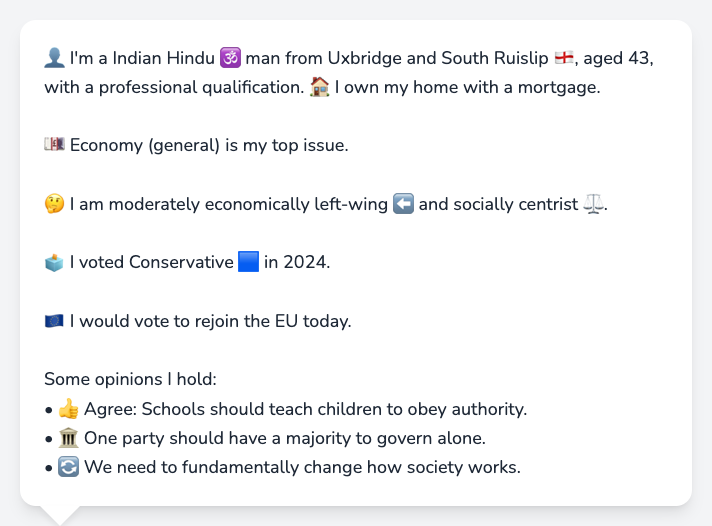 👤 I'm a Indian Hindu 🕉️ man from Uxbridge and South Ruislip 🏴󠁧󠁢󠁥󠁮󠁧󠁿, aged 43,
with a professional qualification. 🏠 I own my home with a mortgage.
💷 Economy (general) is my top issue.
🤔 I am moderately economically left-wing ⬅️ and socially centrist ⚖️.
🗳️ I voted Conservative 🟦 in 2024.
🇪🇺 I would vote to rejoin the EU today.
Some opinions I hold:
• 👍 Agree: Schools should teach children to obey authority.
• 🏛️ One party should have a majority to govern alone.
• 🔄 We need to fundamentally change how society works.